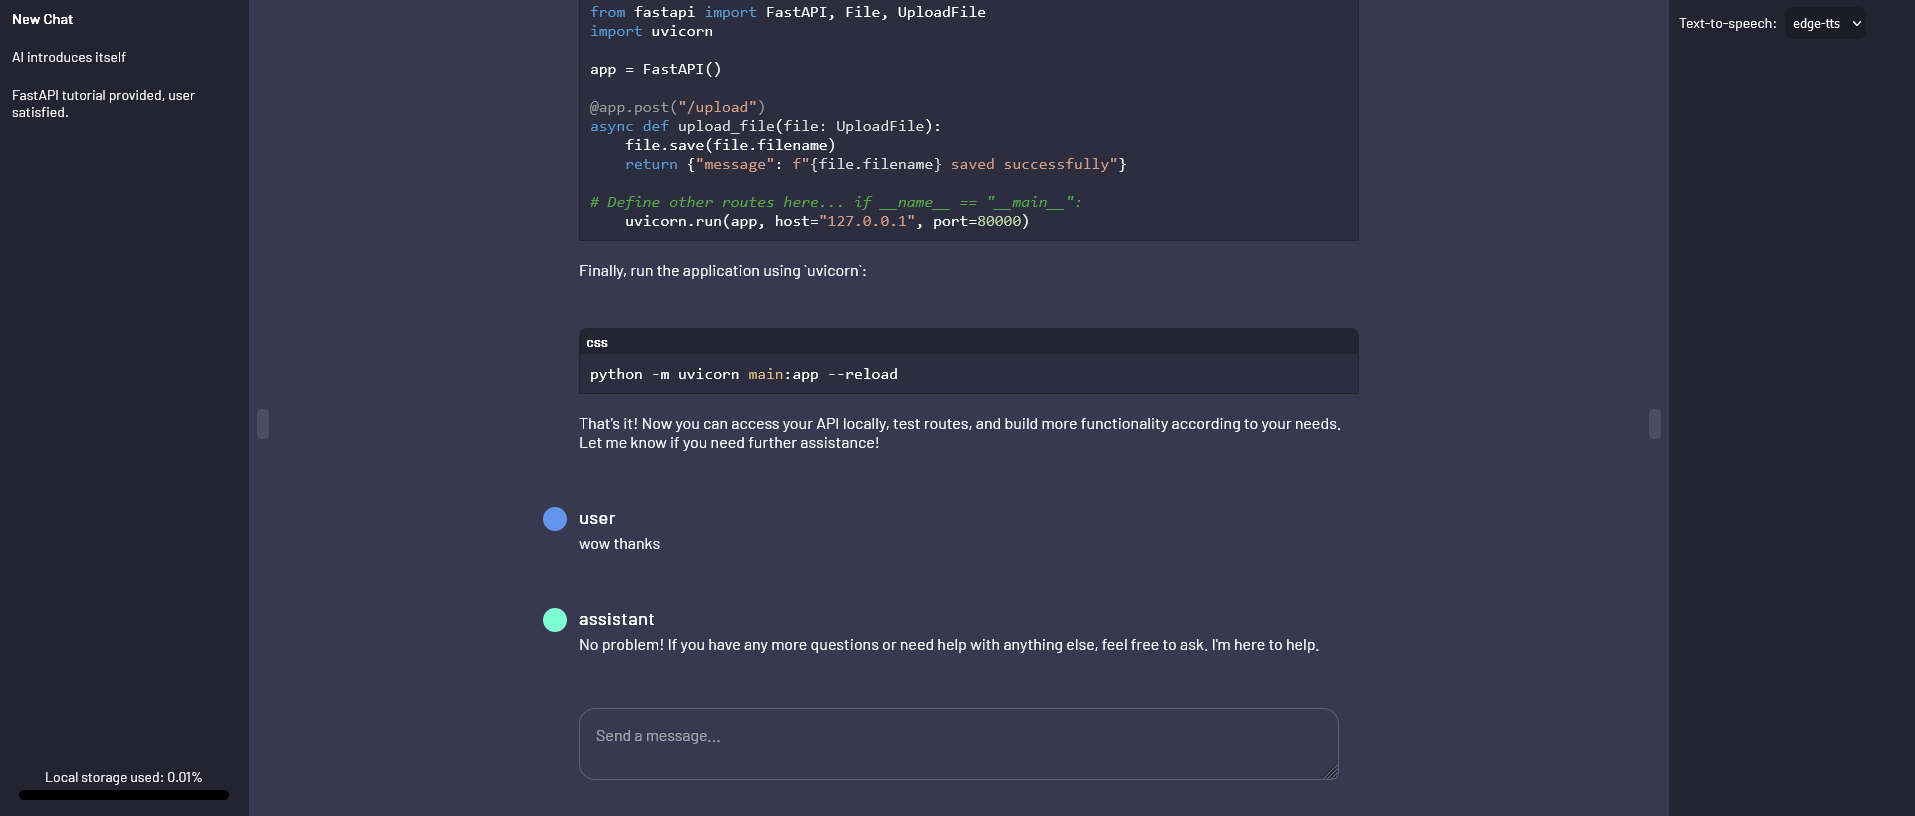 New Chat
AI introduces itself
FastAPI tutorial provided, user
satisfied.
Local storage used: 0.01%
from fastapi import FastAPI, File, UploadFile
import uvicorn
app = FastAPI()
@app.post("/upload")
async def upload_file(file: UploadFile):
    file.save(file.filename)
    return {"message": f"{file.filename} saved successfully"}
# Define other routes here... if __name__ == "__main__":
    uvicorn.run(app, host="127.0.0.1", port=80000)
Finally, run the application using `uvicorn`:
css
python -m uvicorn main:app --reload
That's it! Now you can access your API locally, test routes, and build more functionality according to your needs.
Let me know if you need further assistance!
user
wow thanks
assistant
No problem! If you have any more questions or need help with anything else, feel free to ask. I'm here to help.
Send a message...
Text-to-speech: edge-tts